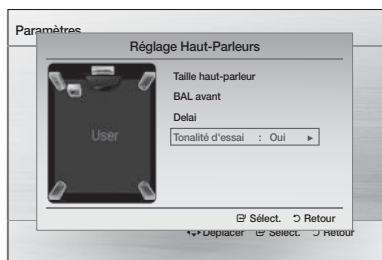 Paramètres
Réglage Haut-Parleurs
Taille haut-parleur
BAL avant
Delai
User
Tonalité d'essai : Oui ►
Sélect. Retour
Déplacer Sélect. Retour